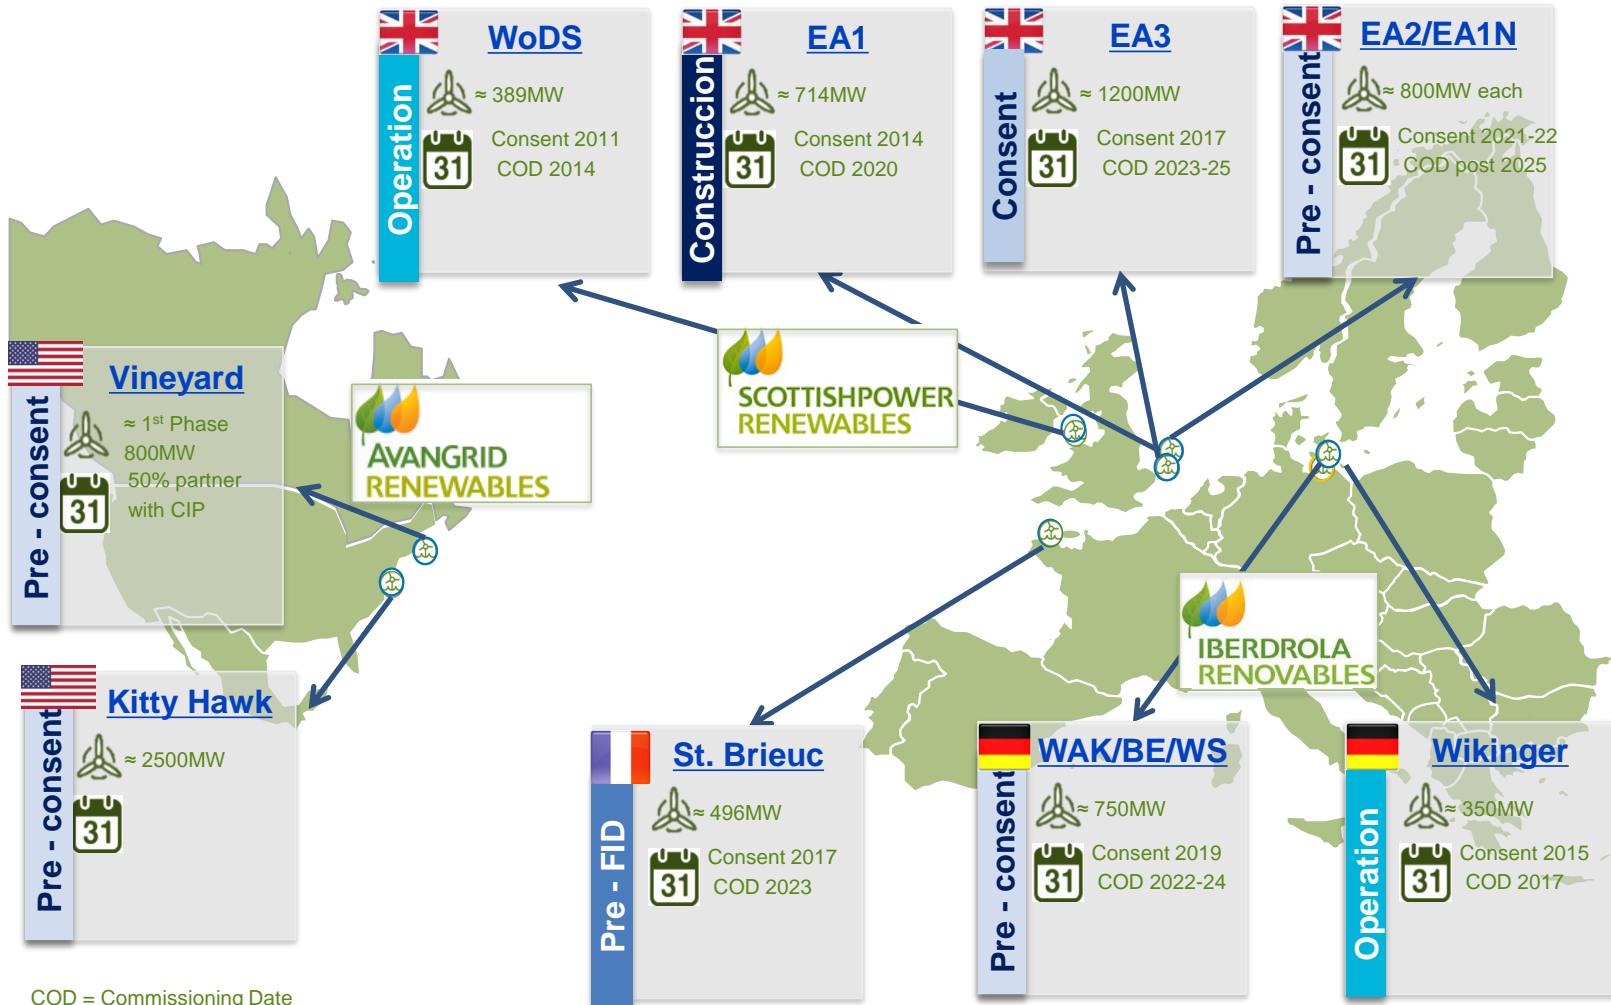 WoDS
Operation
≈ 389MW
31
Consent 2011
COD 2014
EA1
Construccion
≈ 714MW
31
Consent 2014
COD 2020
EA3
Consent
≈ 1200MW
31
Consent 2017
COD 2023-25
EA2/EA1N
Pre - consent
≈ 800MW each
31
Consent 2021-22
COD post 2025
Vineyard
Pre - consent
≈ 1st Phase
800MW
50% partner
with CIP
31
AVANGRID
RENEWABLES
SCOTTISHPOWER
RENEWABLES
IBERDROLA
RENOVABLES
Kitty Hawk
Pre - consent
≈ 2500MW
31
St. Brieuc
Pre - FID
≈ 496MW
31
Consent 2017
COD 2023
WAK/BE/WS
Pre - consent
≈ 750MW
31
Consent 2019
COD 2022-24
Wikinger
Operation
≈ 350MW
31
Consent 2015
COD 2017
COD = Commissioning Date